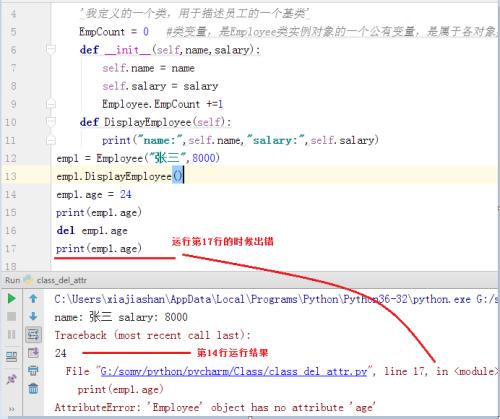 4 '我定义的一个类，用于描述员工的一个基类'
5 EmpCount = 0 #类变量，是Employee类实例对象的一个公有变量，是属于各对象
6 def __init__(self,name,salary):
7 self.name = name
8 self.salary = salary
9 Employee.EmpCount +=1
10 def DisplayEmployee(self):
11 print("name:",self.name,"salary:",self.salary)
12 emp1 = Employee("张三",8000)
13 emp1.DisplayEmployee()
14 emp1.age = 24
15 print(emp1.age)
16 del emp1.age
17 print(emp1.age)
运行第17行的时候出错
18
Run class_del_attr
C:\Users\xiajiashan\AppData\Local\Programs\Python\Python36-32\python.exe G:/s
name: 张三 salary: 8000
Traceback (most recent call last):
24 第14行运行结果
File "G:/somy/python/pycharm/Class/class_del_attr.py", line 17, in <module>
print(emp1.age)
AttributeError: 'Employee' object has no attribute 'age'